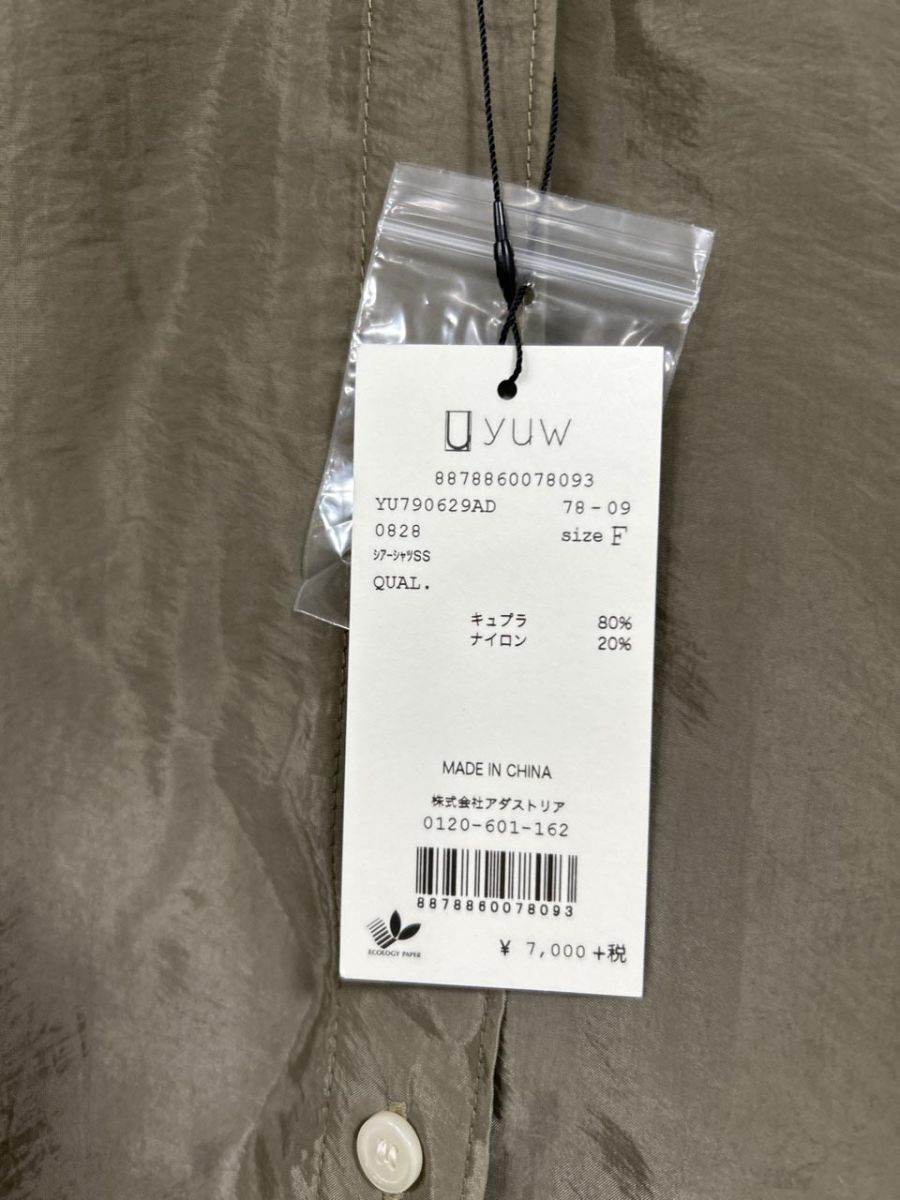 yuw
8878860078093
YU790629AD 78-09
0828 size F
ｼｱｰｼｬﾂSS
QUAL.
キュプラ 80%
ナイロン 20%
MADE IN CHINA
株式会社アダストリア
0120-601-162
8878860078093
ECOLOGY PAPER
¥ 7,000 +税